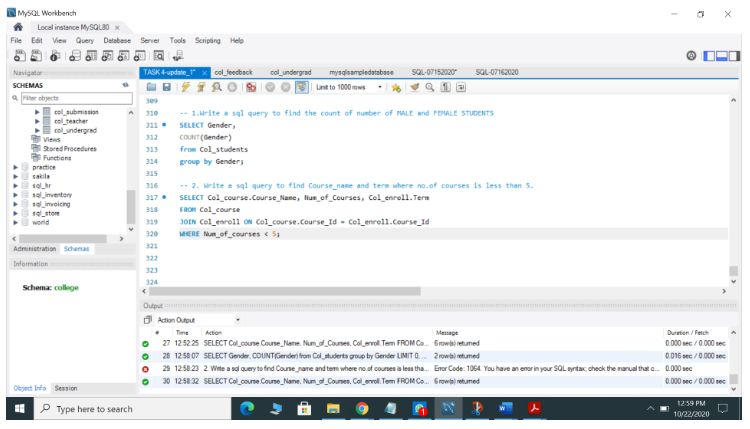 MySQL Workbench
Local instance MySQL80 ×
File Edit View Query Database Server Tools Scripting Help
Navigator
TASK 4-update_1* × col_feedback col_undergrad mysqlsampledatabase SQL-07152020* SQL-07162020
SCHEMAS
Filter objects
Limit to 1000 rows
col_submission
col_teacher
col_undergrad
Views
Stored Procedures
Functions
practice
sakila
sql_hr
sql_inventory
sql_invoicing
sql_store
world
Administration Schemas
Information
Schema: college
Object Info Session
309
310 -- 1.Write a sql query to find the count of number of MALE and FEMALE STUDENTS
311 SELECT Gender,
312 COUNT(Gender)
313 from Col_students
314 group by Gender;
315
316 -- 2. Write a sql query to find Course_name and term where no.of courses is less than 5.
317 SELECT Col_course.Course_Name, Num_of_Courses, Col_enroll.Term
318 FROM Col_course
319 JOIN Col_enroll ON Col_course.Course_Id = Col_enroll.Course_Id
320 WHERE Num_of_courses < 5;
321
322
323
324
Output
Action Output
# Time Action Message Duration / Fetch
27 12:52:25 SELECT Col_course.Course_Name, Num_of_Courses, Col_enroll.Term FROM Co... 6 row(s) returned 0.000 sec / 0.000 sec
28 12:58:07 SELECT Gender, COUNT(Gender) from Col_students group by Gender LIMIT 0, ... 2 row(s) returned 0.016 sec / 0.000 sec
29 12:58:23 2. Write a sql query to find Course_name and term where no.of courses is less tha... Error Code: 1064. You have an error in your SQL syntax; check the manual that c... 0.000 sec
30 12:58:32 SELECT Col_course.Course_Name, Num_of_Courses, Col_enroll.Term FROM Co... 6 row(s) returned 0.000 sec / 0.000 sec
Type here to search
12:59 PM
10/22/2020